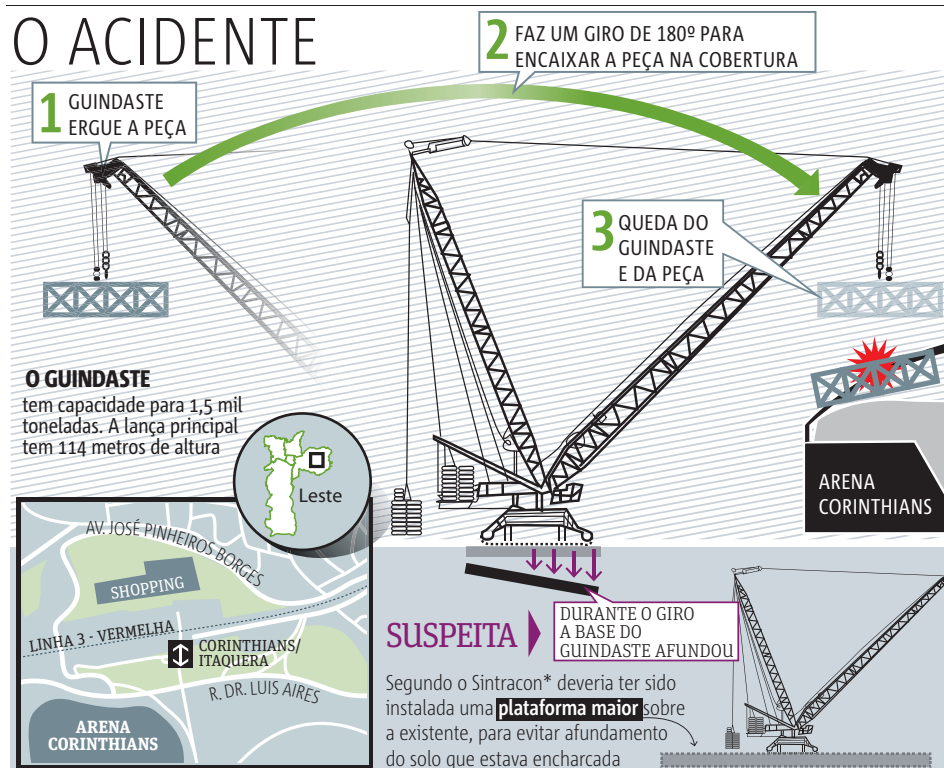 O ACIDENTE
1 GUINDASTE
ERGUE A PEÇA
2 FAZ UM GIRO DE 180º PARA
ENCAIXAR A PEÇA NA COBERTURA
3 QUEDA DO
GUINDASTE
E DA PEÇA
O GUINDASTE
tem capacidade para 1,5 mil
toneladas. A lança principal
tem 114 metros de altura
Leste
ARENA
CORINTHIANS
AV. JOSÉ PINHEIROS BORGES
SHOPPING
LINHA 3 - VERMELHA
CORINTHIANS/
ITAQUERA
R. DR. LUIS AIRES
ARENA
CORINTHIANS
SUSPEITA
DURANTE O GIRO
A BASE DO
GUINDASTE AFUNDOU
Segundo o Sintracon* deveria ter sido
instalada uma plataforma maior sobre
a existente, para evitar afundamento
do solo que estava encharcada